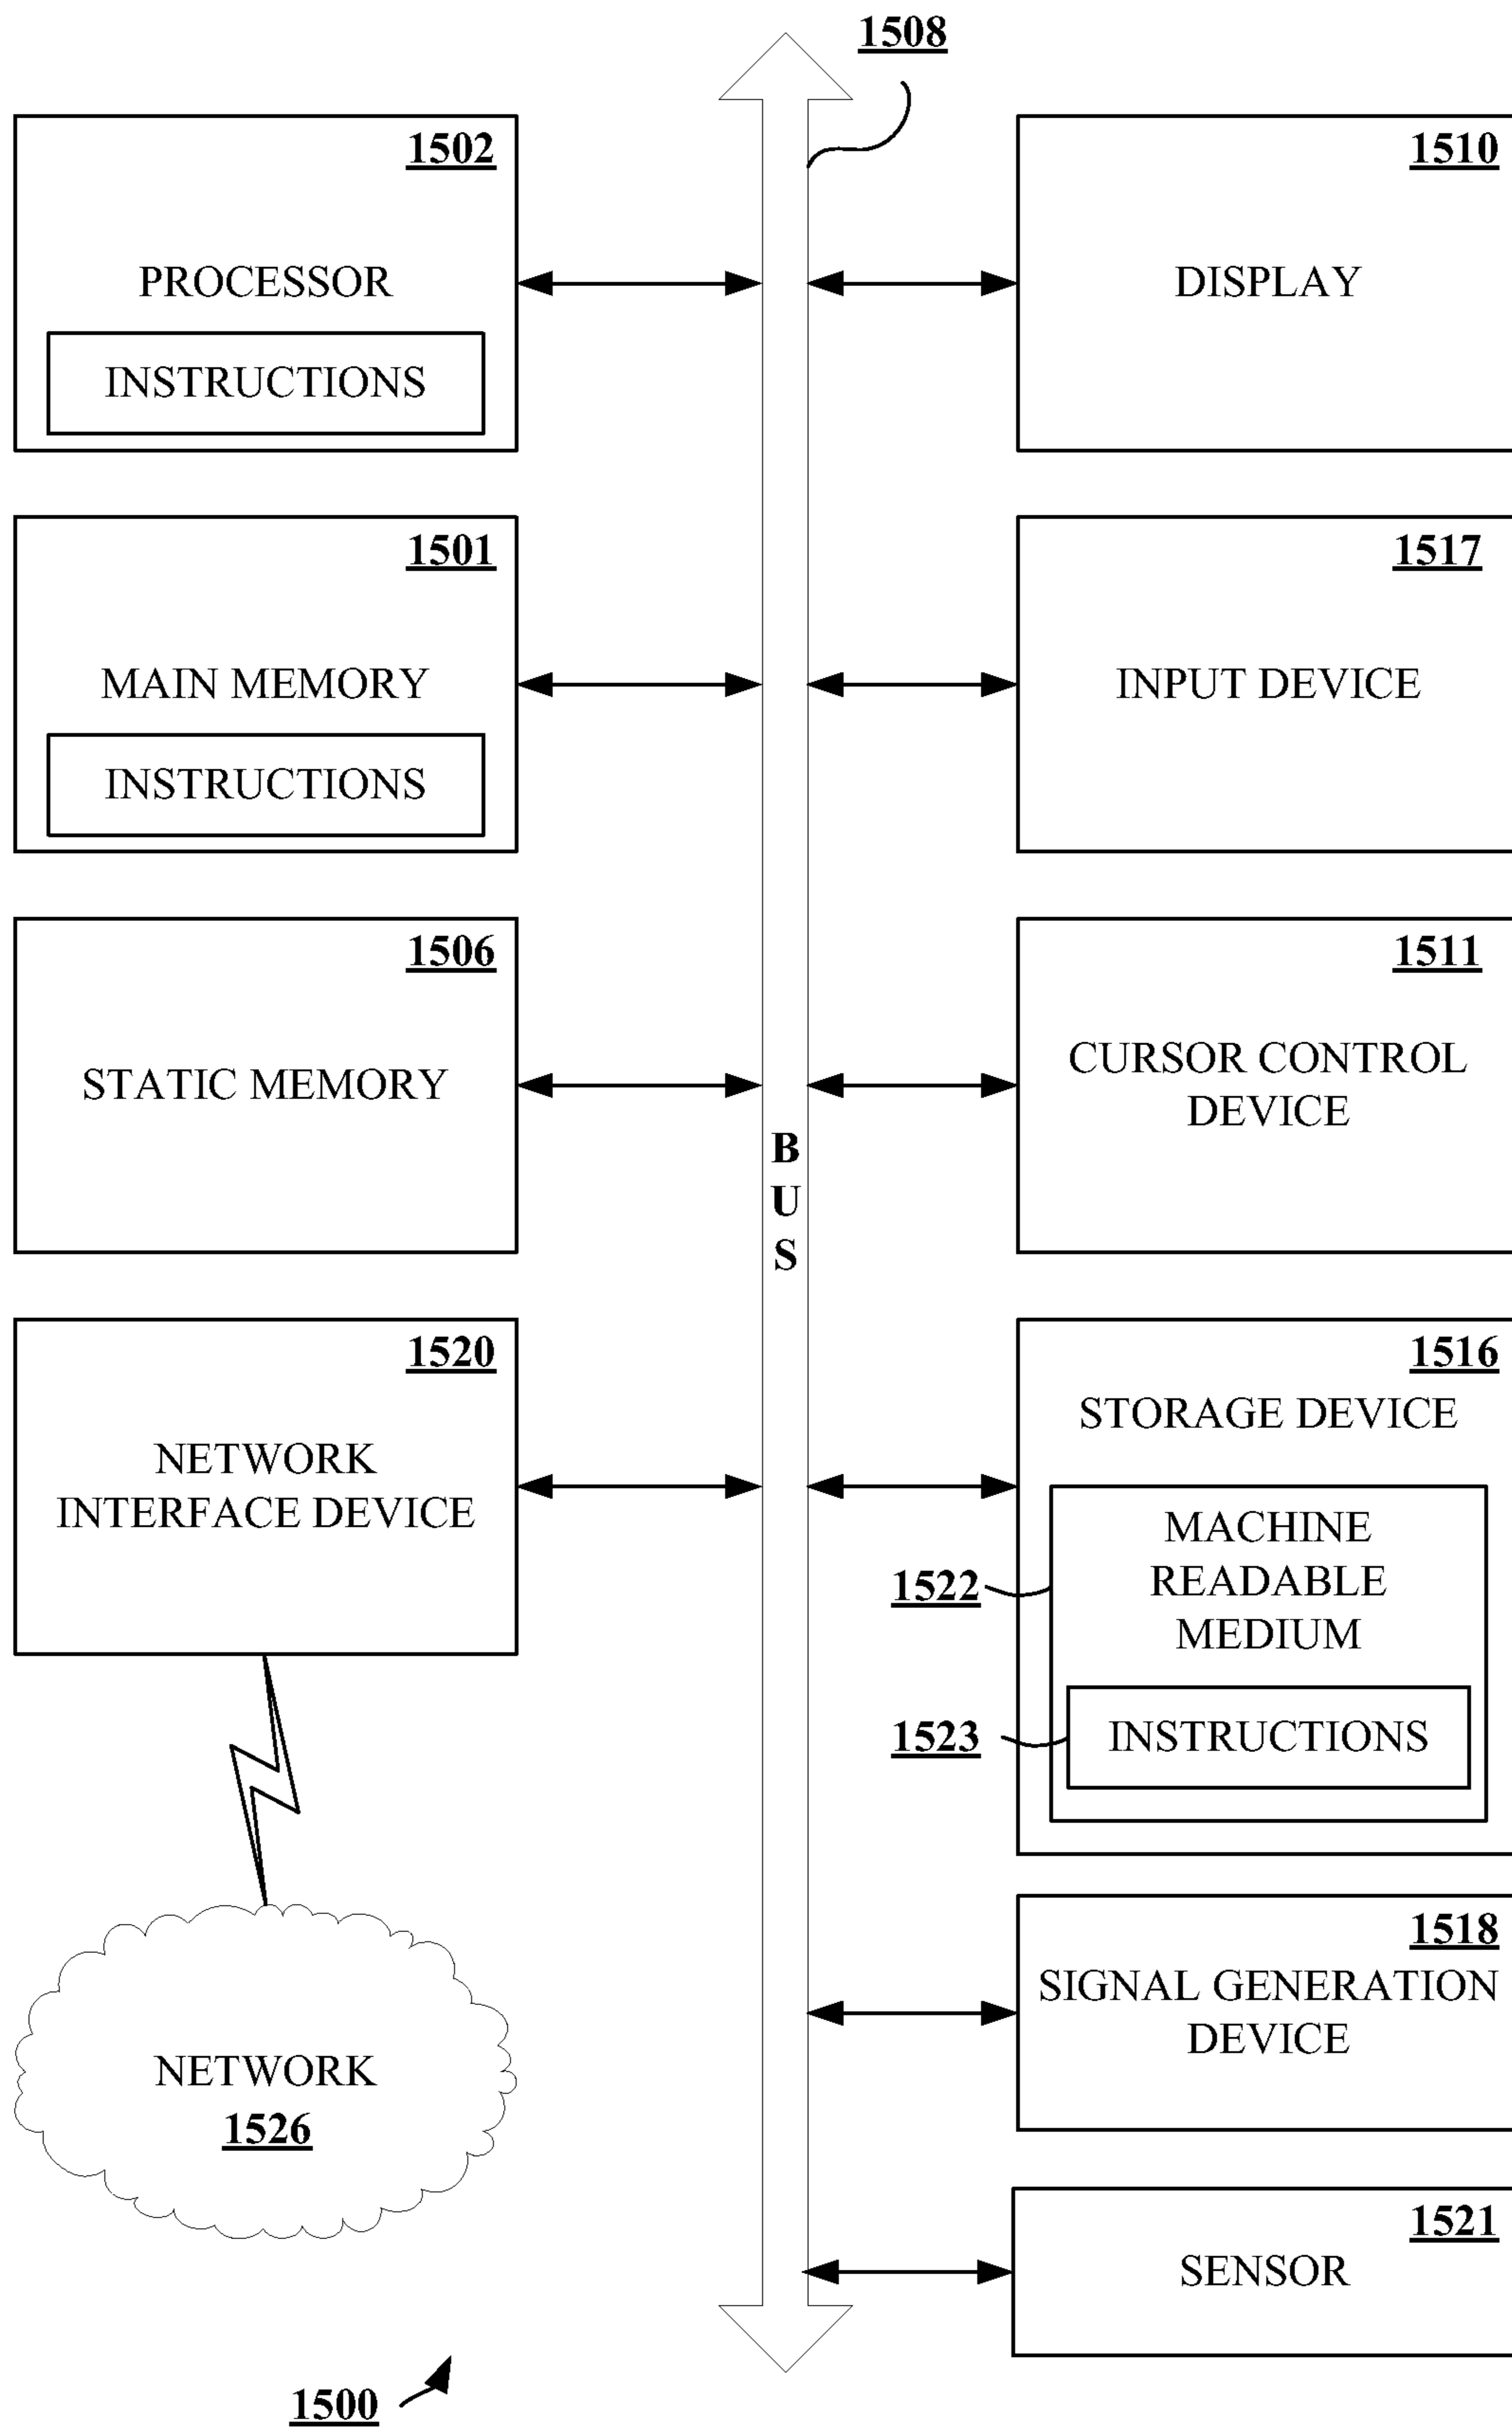 1508
1502
PROCESSOR
INSTRUCTIONS
1510
DISPLAY
1501
MAIN MEMORY
INSTRUCTIONS
1517
INPUT DEVICE
1506
STATIC MEMORY
1511
CURSOR CONTROL
DEVICE
B
U
S
1520
NETWORK
INTERFACE DEVICE
1516
STORAGE DEVICE
MACHINE
READABLE
MEDIUM
1522
INSTRUCTIONS
1523
NETWORK
1526
1518
SIGNAL GENERATION
DEVICE
1521
SENSOR
1500